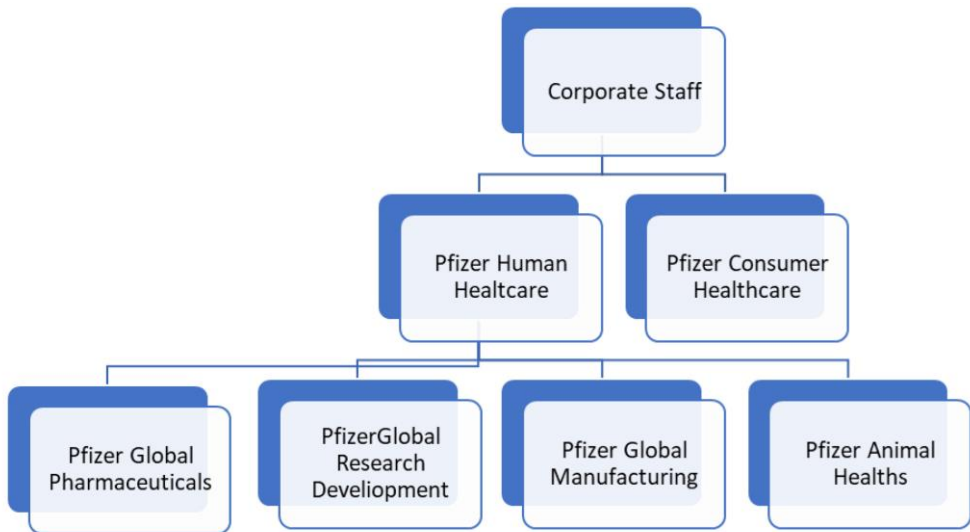 Corporate Staff
Pfizer Human
Healtcare
Pfizer Consumer
Healthcare
Pfizer Global
Pharmaceuticals
PfizerGlobal
Research
Develiopment
Pfizer Global
Manufacturing
Pfizer Animal
Healths